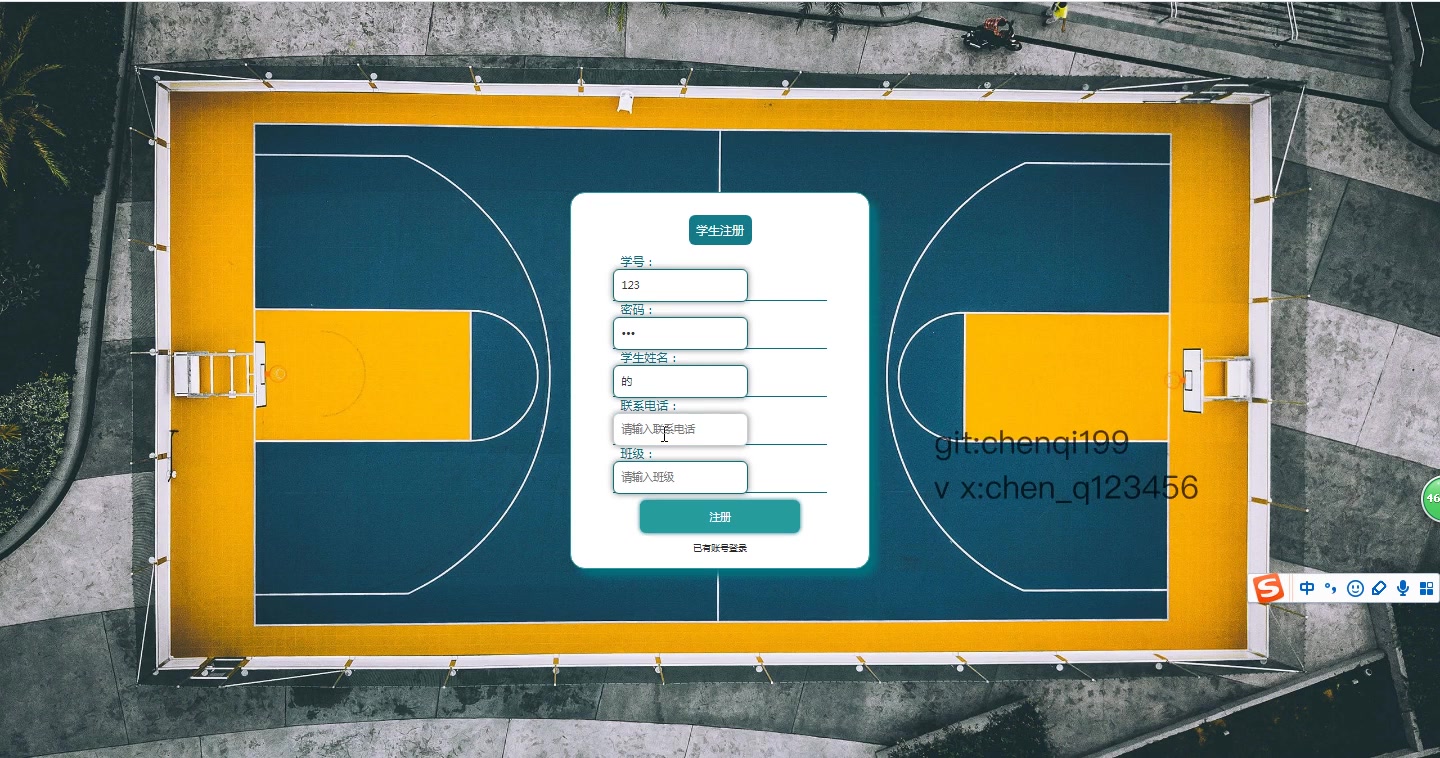 学生注册
学号：
123
密码：
•••
学生姓名：
的
联系电话：
请输入联系电话
班级：
请输入班级
注册
已有账号登录
git:chenqi199
v x:chen_q123456
46
S 中